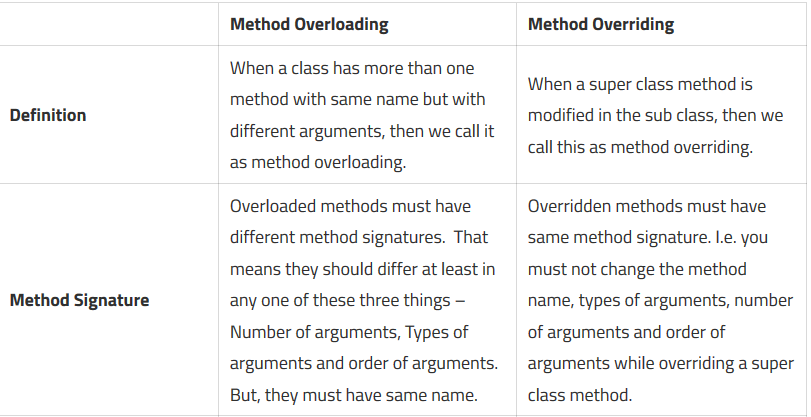 Method Overloading
Method Overriding
Definition
When a class has more than one
method with same name but with
different arguments, then we call it
as method overloading.
When a super class method is
modified in the sub class, then we
call this as method overriding.
Method Signature
Overloaded methods must have
different method signatures.  That
means they should differ at least in
any one of these three things –
Number of arguments, Types of
arguments and order of arguments.
But, they must have same name.
Overridden methods must have
same method signature. I.e. you
must not change the method
name, types of arguments, number
of arguments and order of
arguments while overriding a super
class method.